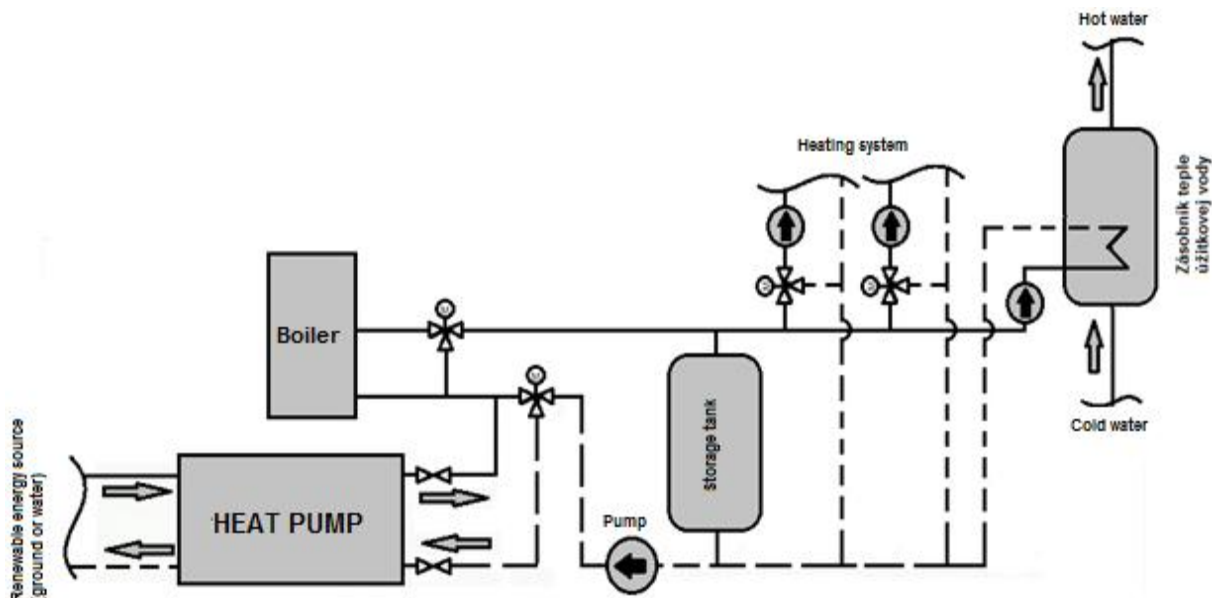 Hot water
Heating system
Zásobník teple
úžitkovej vody
Boiler
storage tank
Cold water
Renewable energy source
(ground or water)
HEAT PUMP
Pump